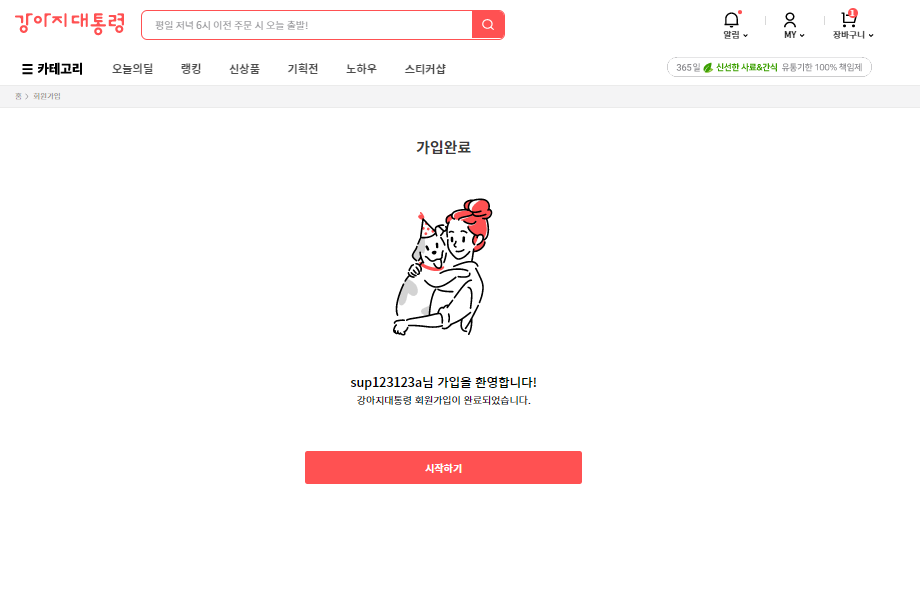 강아지대통령
평일 저녁 6시 이전 주문 시 오늘 출발!
알림
MY
1
장바구니
카테고리
오늘의딜
랭킹
신상품
기획전
노하우
스티커샵
365일 신선한 사료&간식 유통기한 100% 책임제
홈 > 회원가입
가입완료
sup123123a님 가입을 환영합니다!
강아지대통령 회원가입이 완료되었습니다.
시작하기